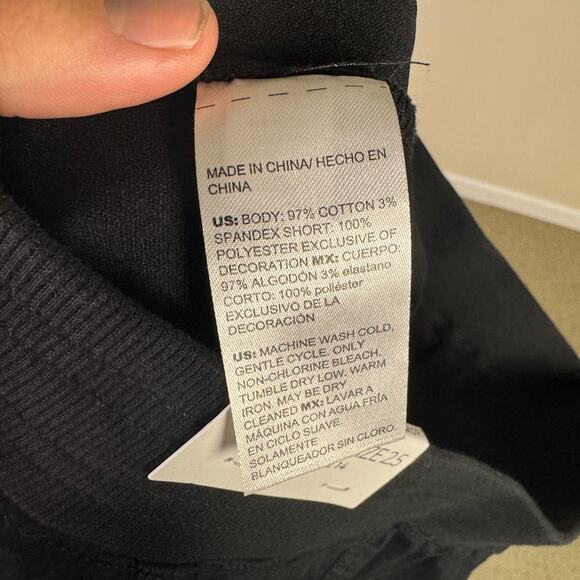 MADE IN CHINA/ HECHO EN
CHINA
US: BODY: 97% COTTON 3%
SPANDEX SHORT: 100%
POLYESTER EXCLUSIVE OF
DECORATION MX: CUERPO:
97% ALGODÓN 3% elastano
CORTO: 100% poliéster
EXCLUSIVO DE LA
DECORACIÓN
US: MACHINE WASH COLD,
GENTLE CYCLE. ONLY
NON-CHLORINE BLEACH,
TUMBLE DRY LOW. WARM
IRON. MAY BE DRY
CLEANED MX: LAVAR A
MÁQUINA CON AGUA FRÍA
EN CICLO SUAVE
SOLAMENTE
BLANQUEADOR SIN CLORO.
ZE25
14